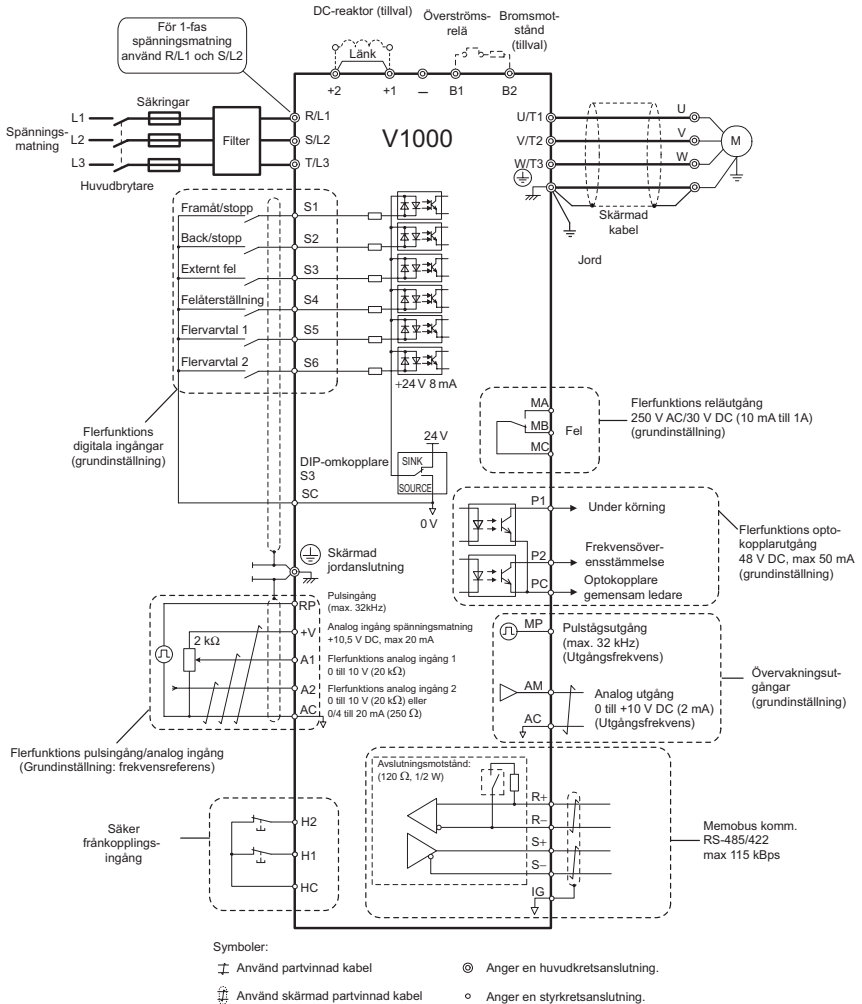 DC-reaktor (tillval)
Överströms-
relä
Bromsmot-
stånd
(tillval)
För 1-fas
spänningsmatning
använd R/L1 och S/L2
Länk
+2
+1
–
B1
B2
Säkringar
L1
L2
L3
Spännings-
matning
Huvudbrytare
Filter
R/L1
S/L2
T/L3
V1000
U/T1
V/T2
W/T3
U
V
W
M
Skärmad
kabel
Jord
Framåt/stopp
S1
Back/stopp
S2
Externt fel
S3
Felåterställning
S4
Flervarvtal 1
S5
Flervarvtal 2
S6
+24 V 8 mA
Flerfunktions
digitala ingångar
(grundinställning)
24 V
DIP-omkopplare
S3
SINK
SOURCE
SC
0 V
MA
MB
MC
Fel
Flerfunktions reläutgång
250 V AC/30 V DC (10 mA till 1A)
(grundinställning)
P1
Under körning
P2
Frekvensöver-
ensstämmelse
PC
Optokopplare
gemensam ledare
Flerfunktions opto-
kopplarutgång
48 V DC, max 50 mA
(grundinställning)
Skärmad
jordanslutning
RP
Pulsingång
(max. 32kHz)
+V
Analog ingång spänningsmatning
+10,5 V DC, max 20 mA
2 kΩ
A1
Flerfunktions analog ingång 1
0 till 10 V (20 kΩ)
A2
Flerfunktions analog ingång 2
0 till 10 V (20 kΩ) eller
0/4 till 20 mA (250 Ω)
AC
Flerfunktions pulsingång/analog ingång
(Grundinställning: frekvensreferens)
MP
Pulstågsutgång
(max. 32 kHz)
(Utgångsfrekvens)
AM
Analog utgång
0 till +10 V DC (2 mA)
(Utgångsfrekvens)
AC
Övervakningsut-
gångar
(grundinställning)
Avslutningsmotstånd:
(120 Ω, 1/2 W)
R+
R–
S+
S–
IG
Memobus komm.
RS-485/422
max 115 kBps
Säker
frånkopplings-
ingång
H2
H1
HC
Symboler:
Använd partvinnad kabel
Anger en huvudkretsanslutning.
Använd skärmad partvinnad kabel
Anger en styrkretsanslutning.